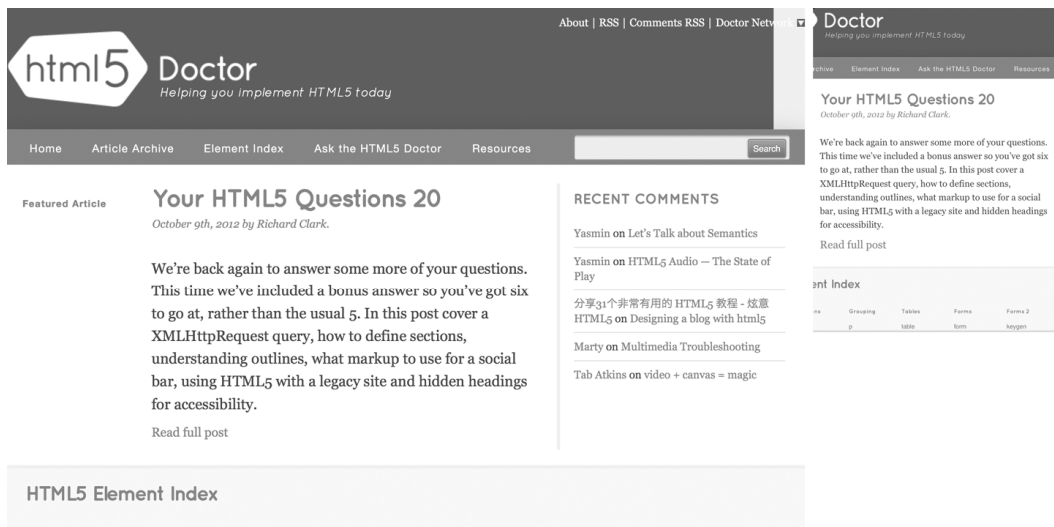 About | RSS | Comments RSS | Doctor Network
html5 Doctor
Helping you implement HTML5 today
Home Article Archive Element Index Ask the HTML5 Doctor Resources Search
Featured Article
Your HTML5 Questions 20
October 9th, 2012 by Richard Clark.
We're back again to answer some more of your questions.
This time we've included a bonus answer so you've got six
to go at, rather than the usual 5. In this post cover a
XMLHttpRequest query, how to define sections,
understanding outlines, what markup to use for a social
bar, using HTML5 with a legacy site and hidden headings
for accessibility.
Read full post
RECENT COMMENTS
Yasmin on Let's Talk about Semantics
Yasmin on HTML5 Audio — The State of
Play
分享31个非常有用的 HTML5 教程 - 炫意
HTML5 on Designing a blog with html5
Marty on Multimedia Troubleshooting
Tab Atkins on video + canvas = magic
HTML5 Element Index
Doctor
Helping you implement HTML5 today
rchive Element Index Ask the HTML5 Doctor Resources
Your HTML5 Questions 20
October 9th, 2012 by Richard Clark.
We're back again to answer some more of your questions.
This time we've included a bonus answer so you've got six
to go at, rather than the usual 5. In this post cover a
XMLHttpRequest query, how to define sections,
understanding outlines, what markup to use for a social
bar, using HTML5 with a legacy site and hidden headings
for accessibility.
Read full post
ent Index
ns Grouping Tables Forms Forms 2
p table form keygen